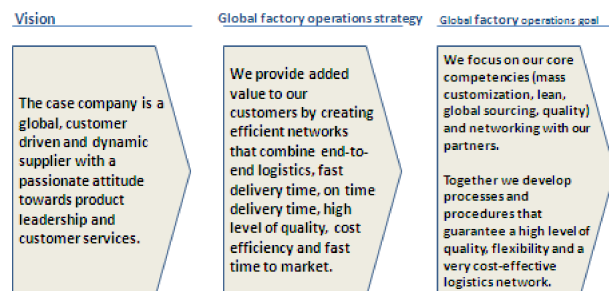 Vision
Global factory operations strategy
Global factory operations goal
The case company is a
global, customer
driven and dynamic
supplier with a
passionate attitude
towards product
leadership and
customer services.
We provide added
value to our
customers by creating
efficient networks
that combine end-to-
end logistics, fast
delivery time, on time
delivery time, high
level of quality, cost
efficiency and fast
time to market.
We focus on our core
competencies (mass
customization, lean,
global sourcing, quality)
and networking with our
partners.
Together we develop
processes and
procedures that
guarantee a high level of
quality, flexibility and a
very cost-effective
logistics network.